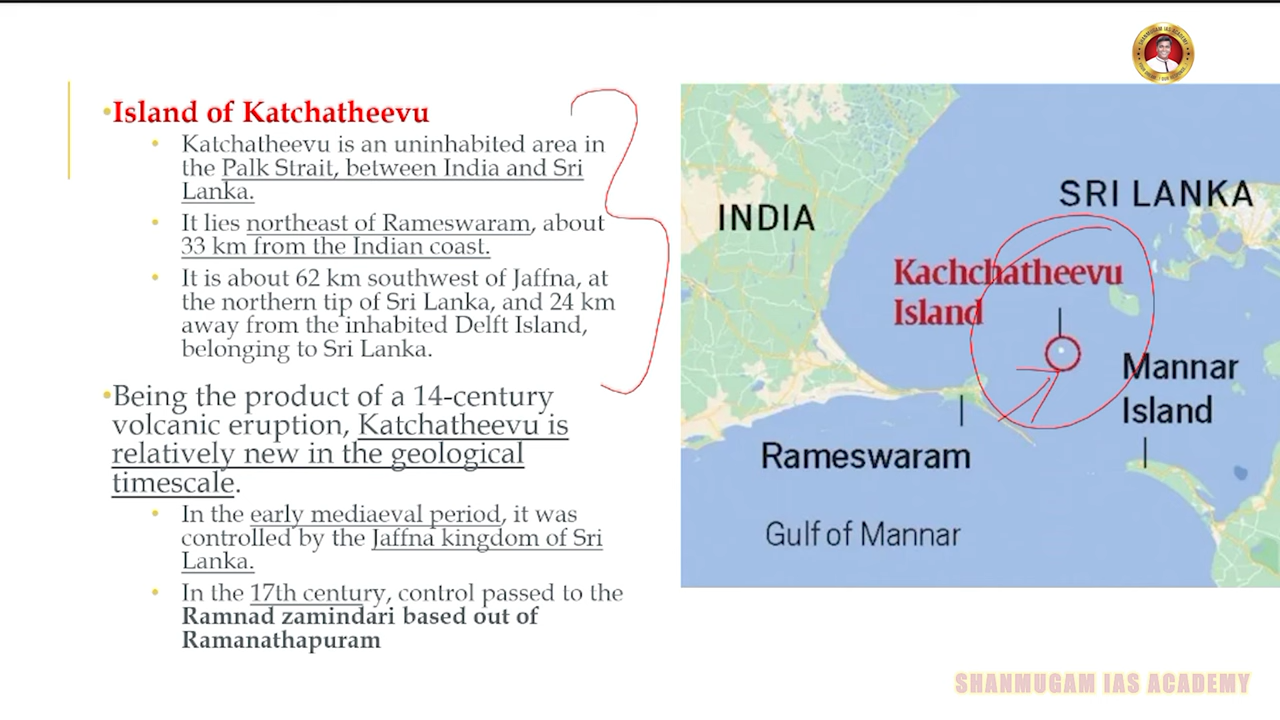 •Island of Katchatheevu
• Katchatheevu is an uninhabited area in
the Palk Strait, between India and Sri
Lanka.
• It lies northeast of Rameswaram, about
33 km from the Indian coast.
• It is about 62 km southwest of Jaffna, at
the northern tip of Sri Lanka, and 24 km
away from the inhabited Delft Island,
belonging to Sri Lanka.
•Being the product of a 14-century
volcanic eruption, Katchatheevu is
relatively new in the geological
timescale.
• In the early mediaeval period, it was
controlled by the Jaffna kingdom of Sri
Lanka.
• In the 17th century, control passed to the
Ramnad zamindari based out of
Ramanathapuram
SHANMUGAM IAS ACADEMY
SRI LANKA
INDIA
Kachchatheevu
Island
Mannar
Island
Rameswaram
Gulf of Mannar
SHANMUGAM IAS ACADEMY